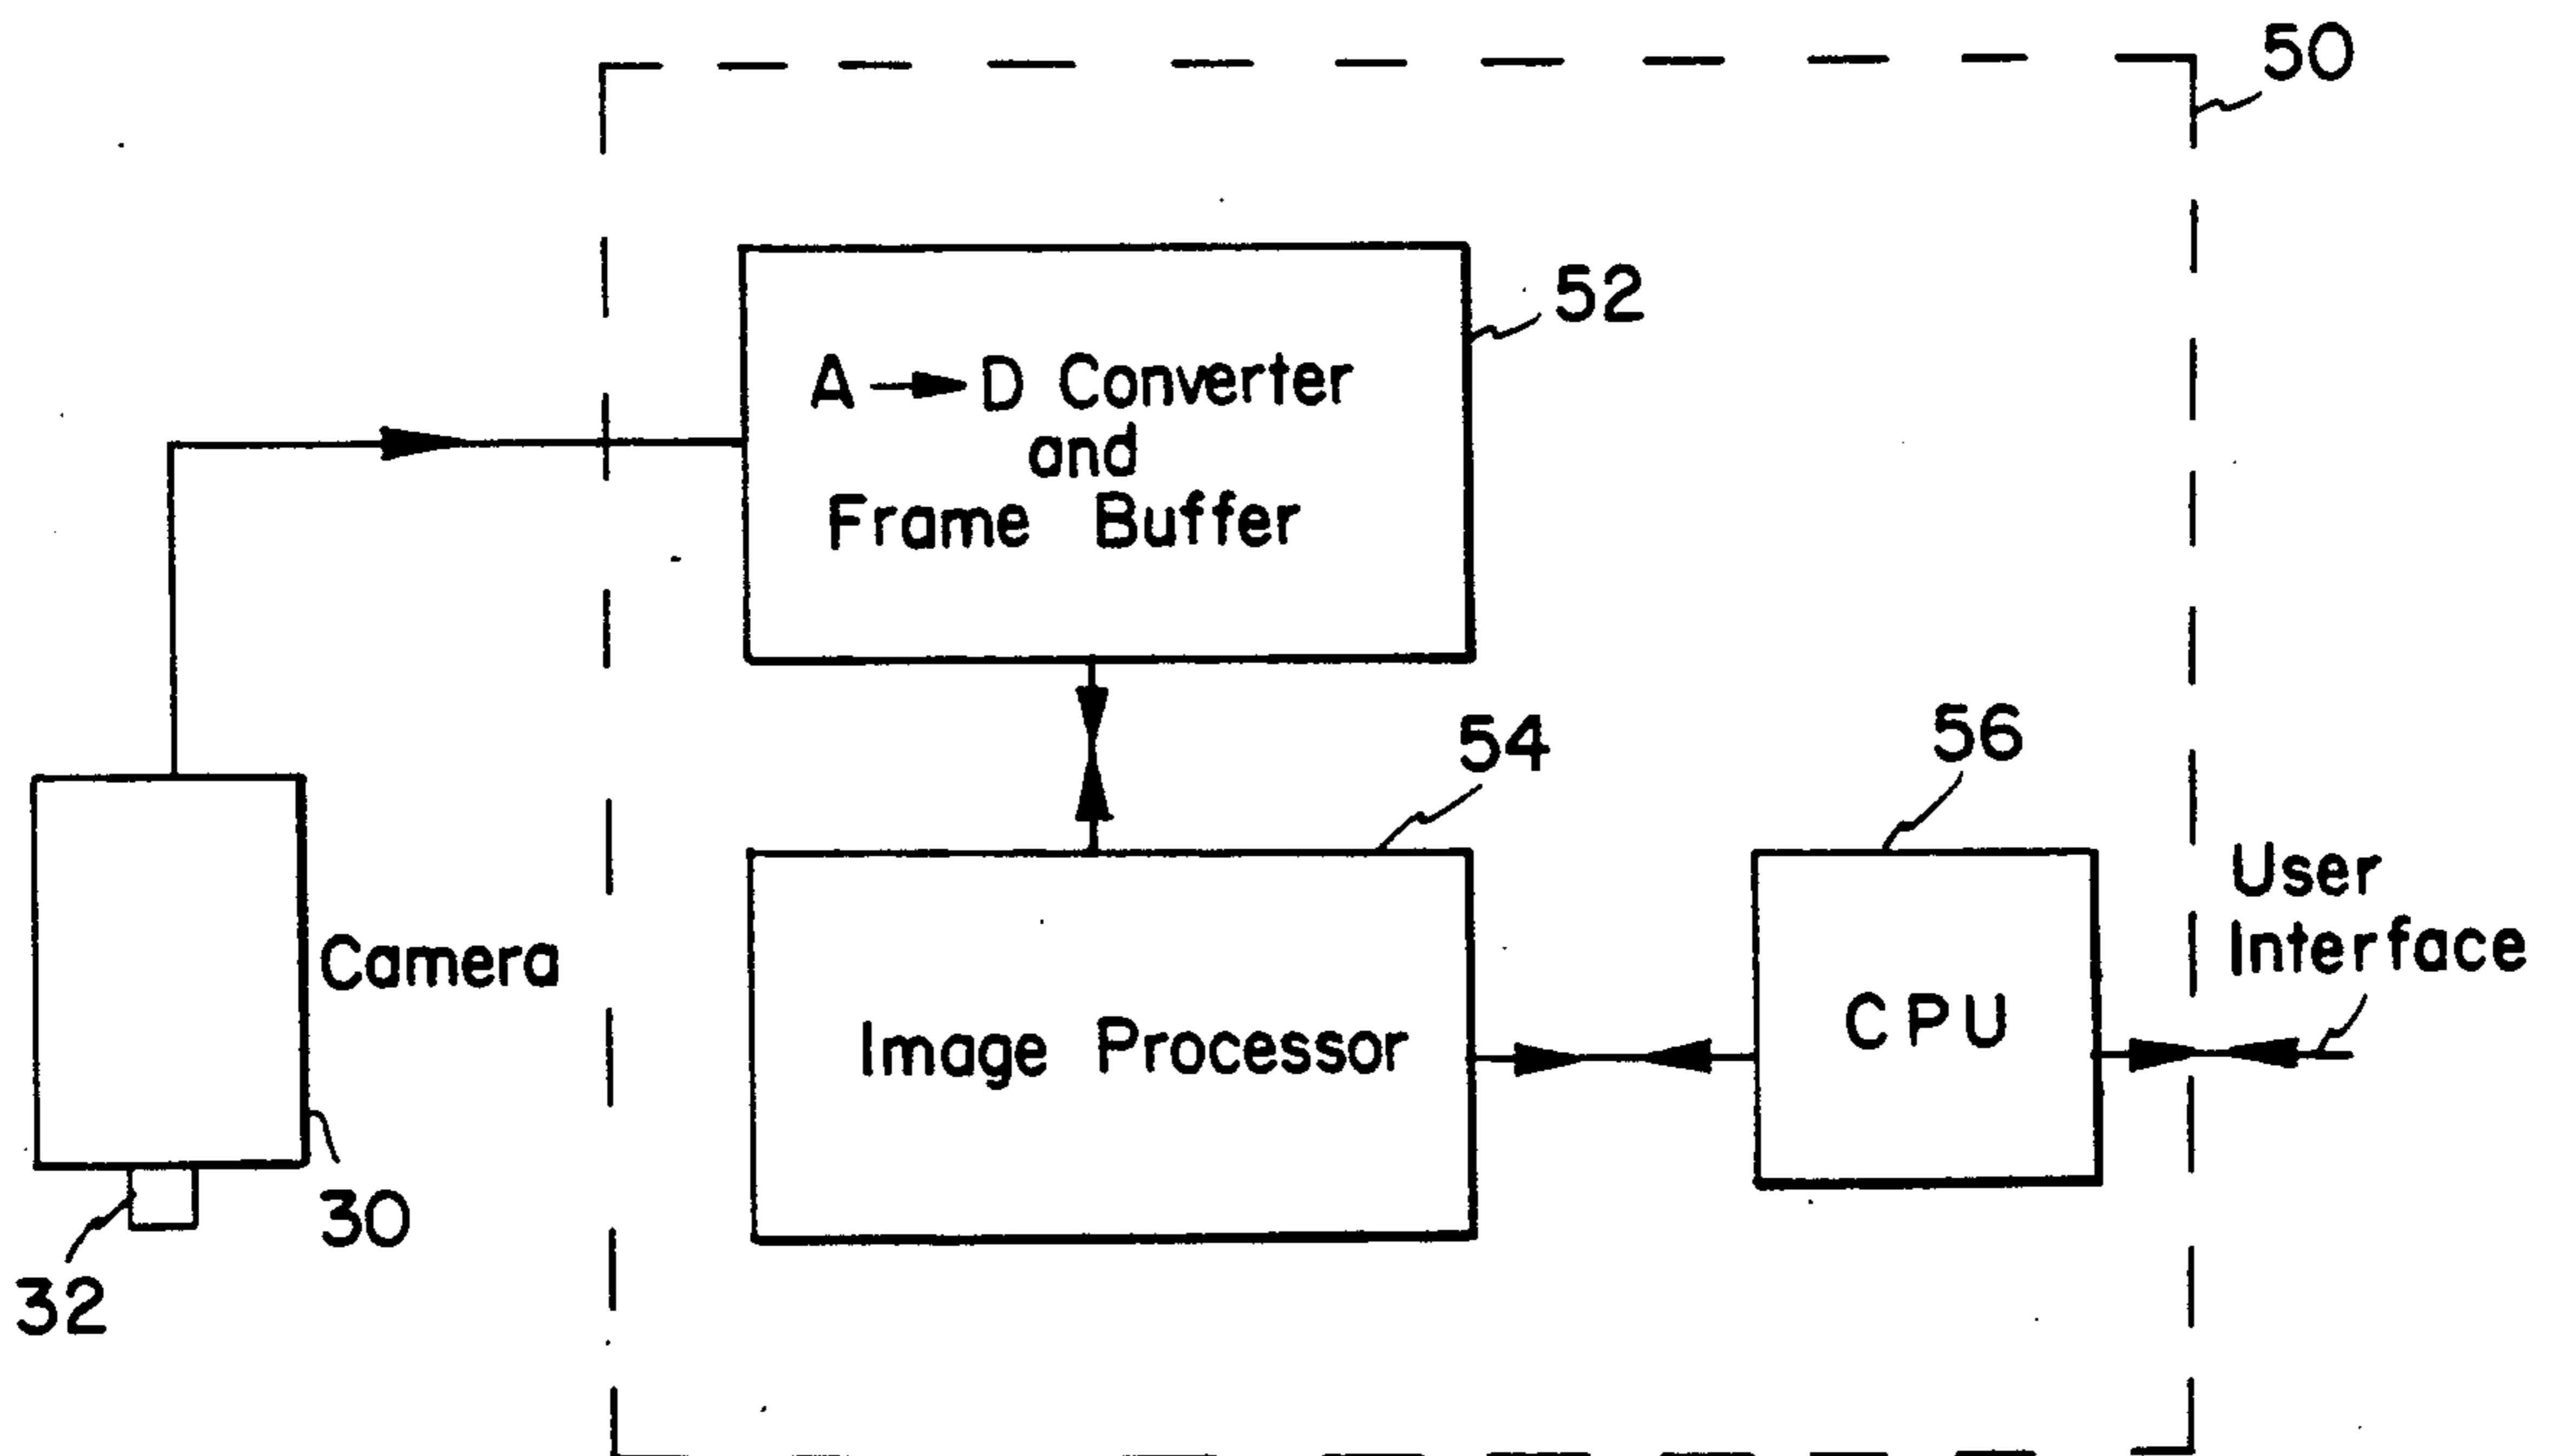 50
52
A → D Converter
and
Frame Buffer
54
56
User
Interface
Camera
CPU
Image Processor
30
32